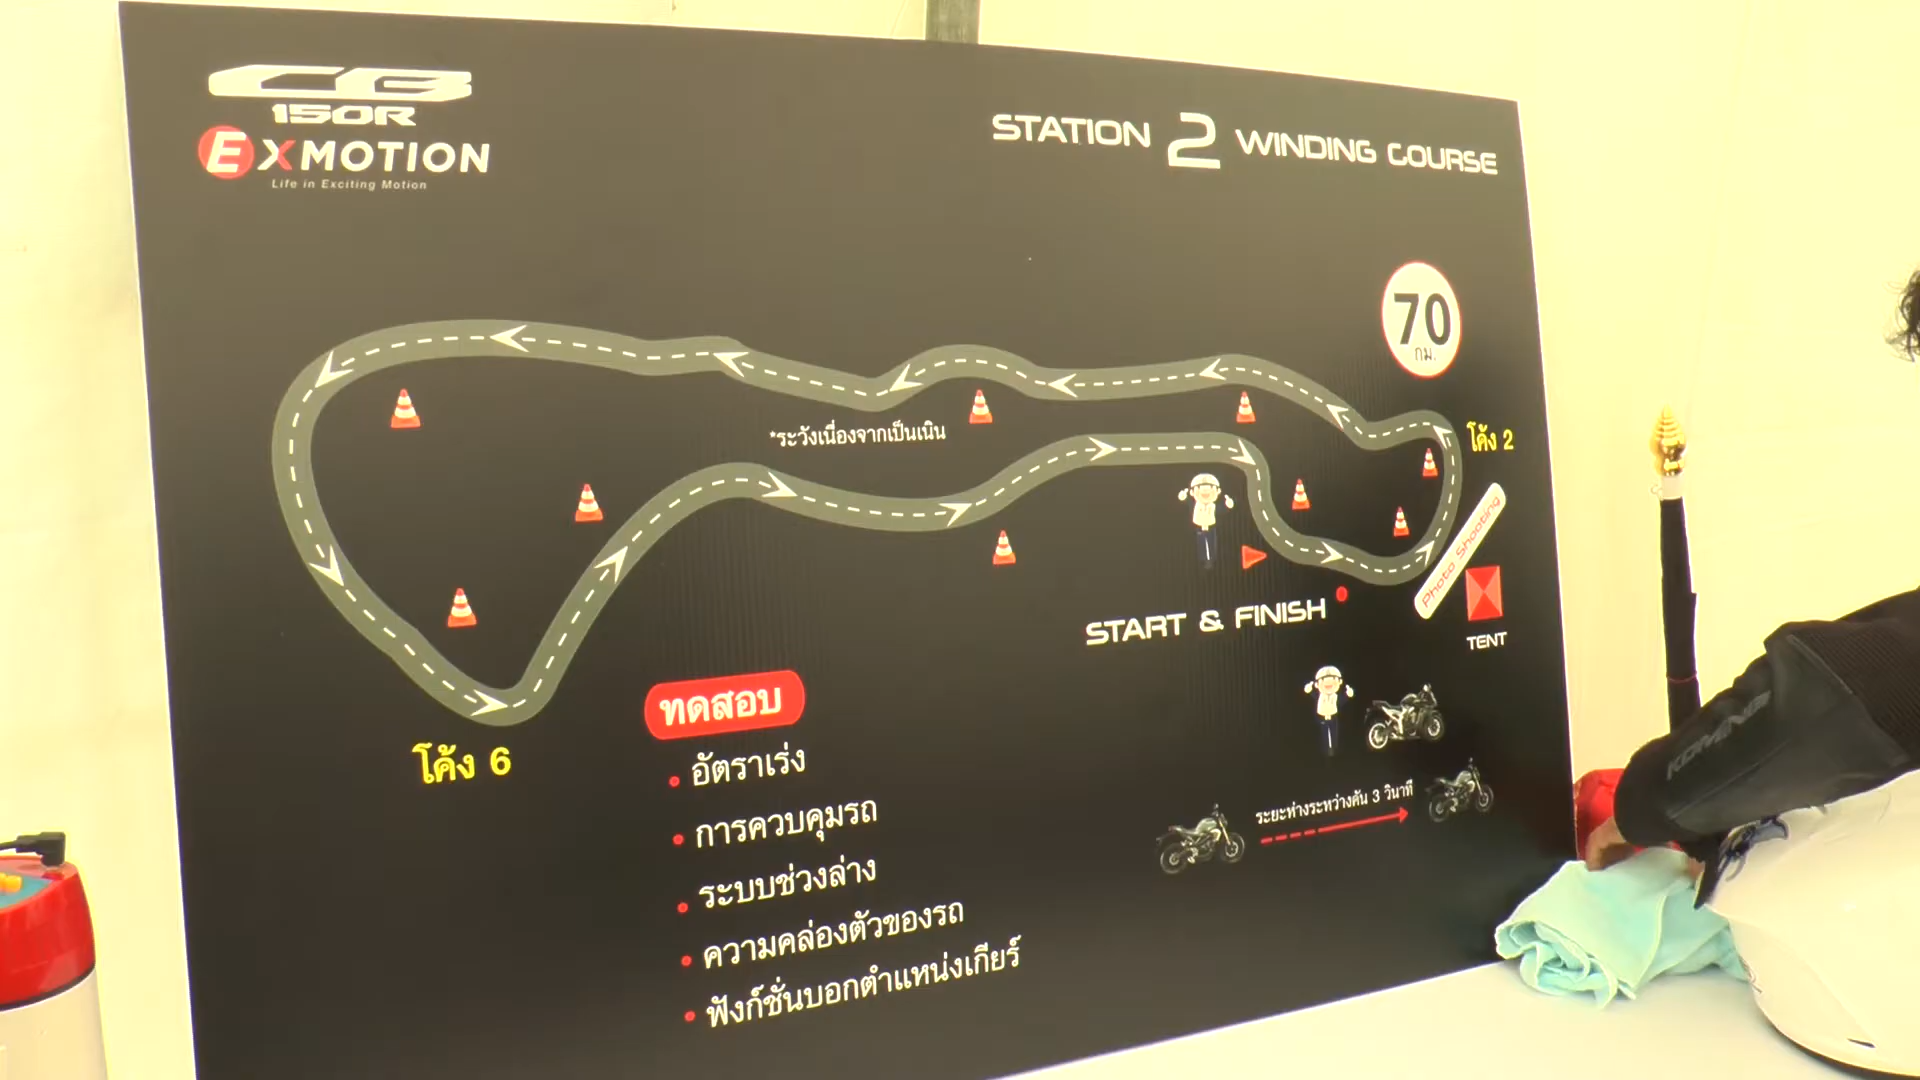 CB
150R
EXMOTION
Life in Exciting Motion
STATION 2 WINDING COURSE
70
กม.
*ระวังเนื่องจากเป็นเนิน
โค้ง 2
Photo Shooting
TENT
START & FINISH
โค้ง 6
ทดสอบ
• อัตราเร่ง
• การควบคุมรถ
• ระบบช่วงล่าง
• ความคล่องตัวของรถ
• ฟังก์ชั่นบอกตำแหน่งเกียร์
ระยะห่างระหว่างคัน 3 วินาที
KOMINE